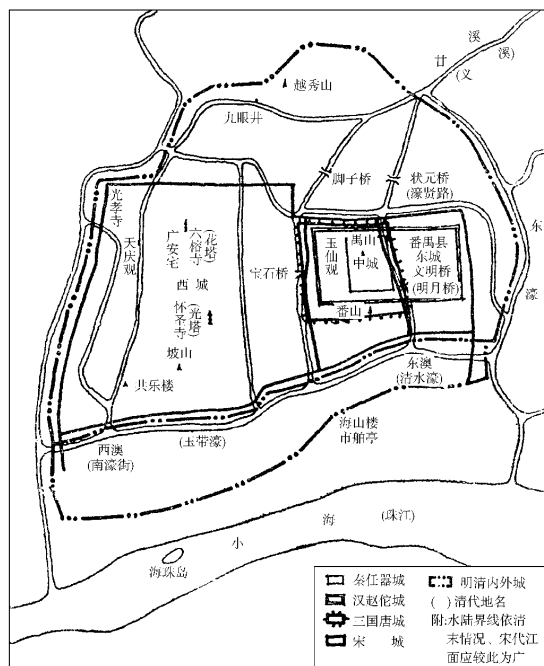 溪
(溪)
甘
(义
越秀山
九眼井
脚子桥
状元桥
(濠贤路)
东
濠
光孝寺
天庆观
广安宅
六榕寺
(花塔)
西城
宝石桥
玉仙观
禺山
中城
番禺县
东城
文明桥
(明月桥)
番山
怀圣寺
(光塔)
坡山
共乐楼
东澳
(清水濠)
西澳
(南濠街)
(玉带濠)
海山楼
市舶亭
小海
(珠江)
海珠岛
秦任嚣城
汉赵佗城
三国唐城
宋城
明清内外城
( )清代地名
附:水陆界线依清
末情况、宋代江
面应较此为广